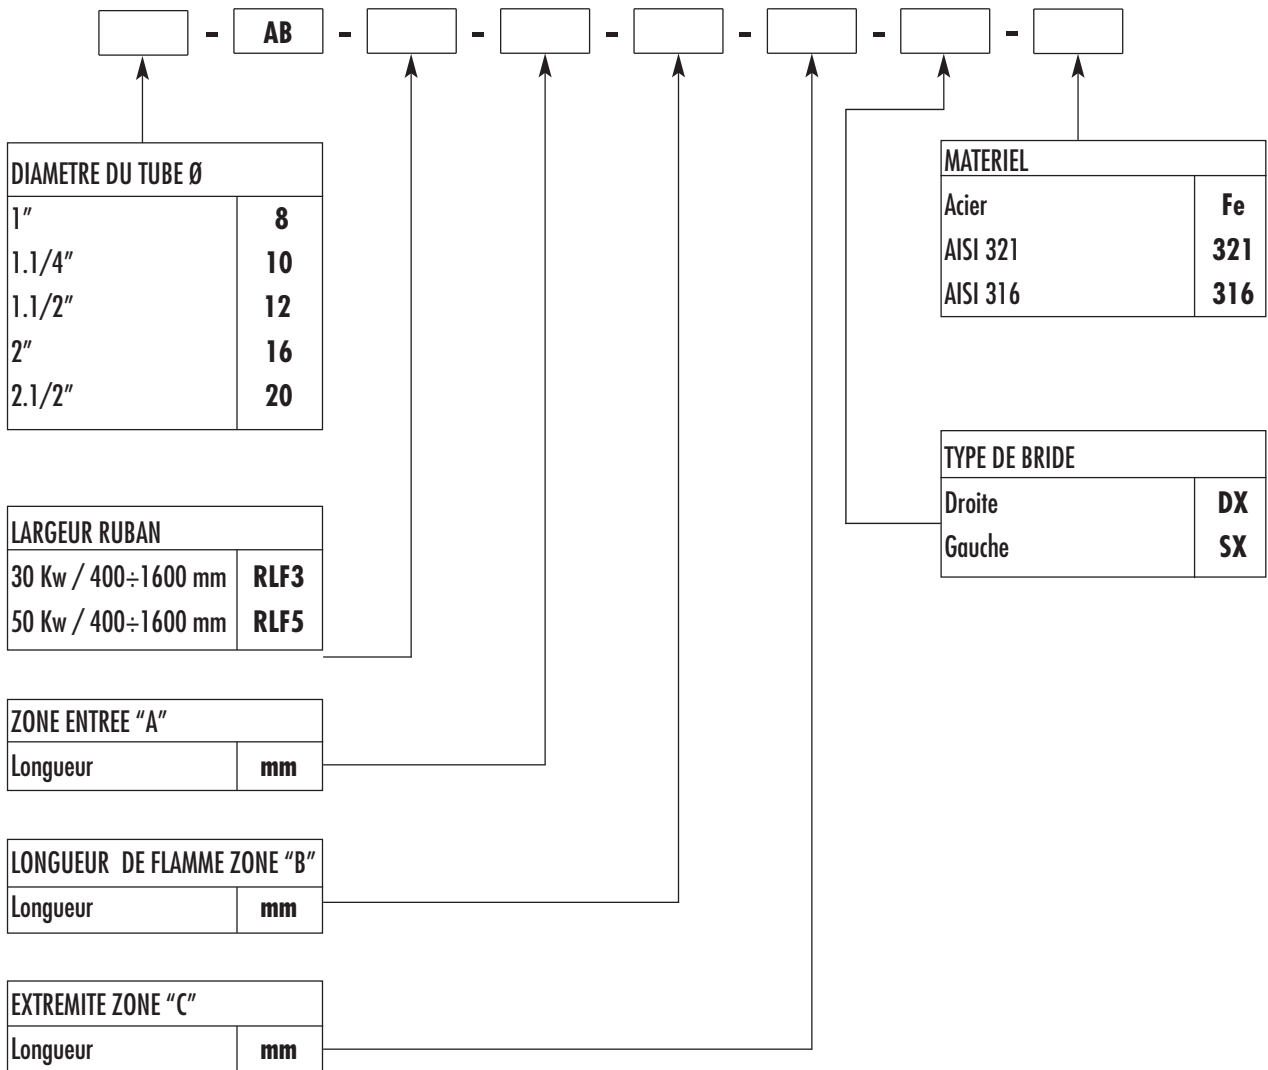 - AB - - - - - -
DIAMETRE DU TUBE Ø
1" 8
1.1/4" 10
1.1/2" 12
2" 16
2.1/2" 20
MATERIEL
Acier Fe
AISI 321 321
AISI 316 316
TYPE DE BRIDE
Droite DX
Gauche SX
LARGEUR RUBAN
30 Kw / 400÷1600 mm RLF3
50 Kw / 400÷1600 mm RLF5
ZONE ENTREE “A”
Longueur mm
LONGUEUR DE FLAMME ZONE “B”
Longueur mm
EXTREMITE ZONE “C”
Longueur mm